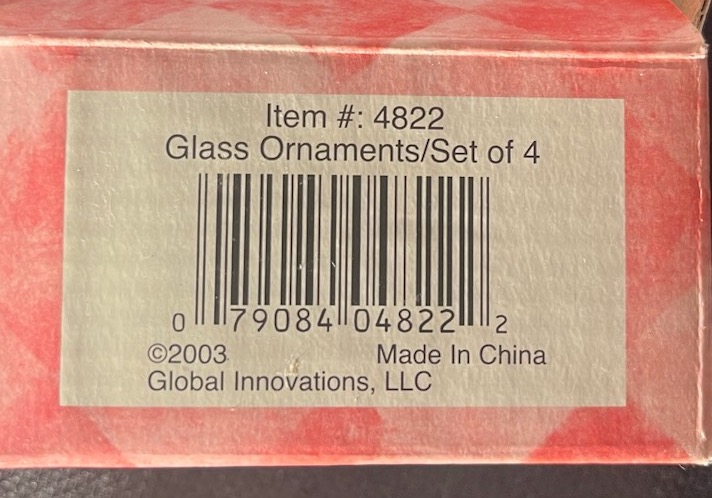 Item #: 4822
Glass Ornaments/Set of 4
0 79084 04822 2
©2003 Made In China
Global Innovations, LLC